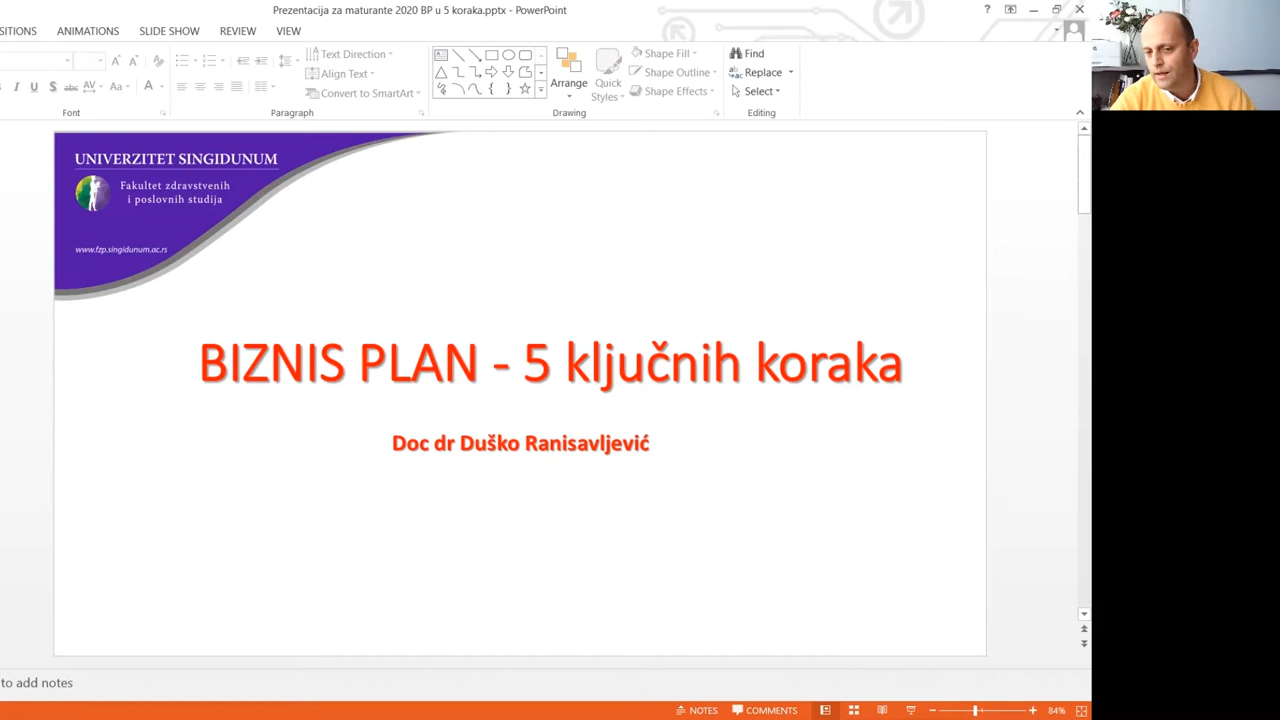 Prezentacija za maturante 2020 BP u 5 koraka.pptx - PowerPoint
SITIONS ANIMATIONS SLIDE SHOW REVIEW VIEW
Text Direction
Align Text
Convert to SmartArt
Arrange
Quick Styles
Shape Fill
Shape Outline
Shape Effects
Find
Replace
Select
Font Paragraph Drawing Editing
UNIVERZITET SINGIDUNUM
Fakultet zdravstvenih
i poslovnih studija
www.fzp.singidunum.ac.rs
BIZNIS PLAN - 5 ključnih koraka
Doc dr Duško Ranisavljević
to add notes
NOTES COMMENTS 84%